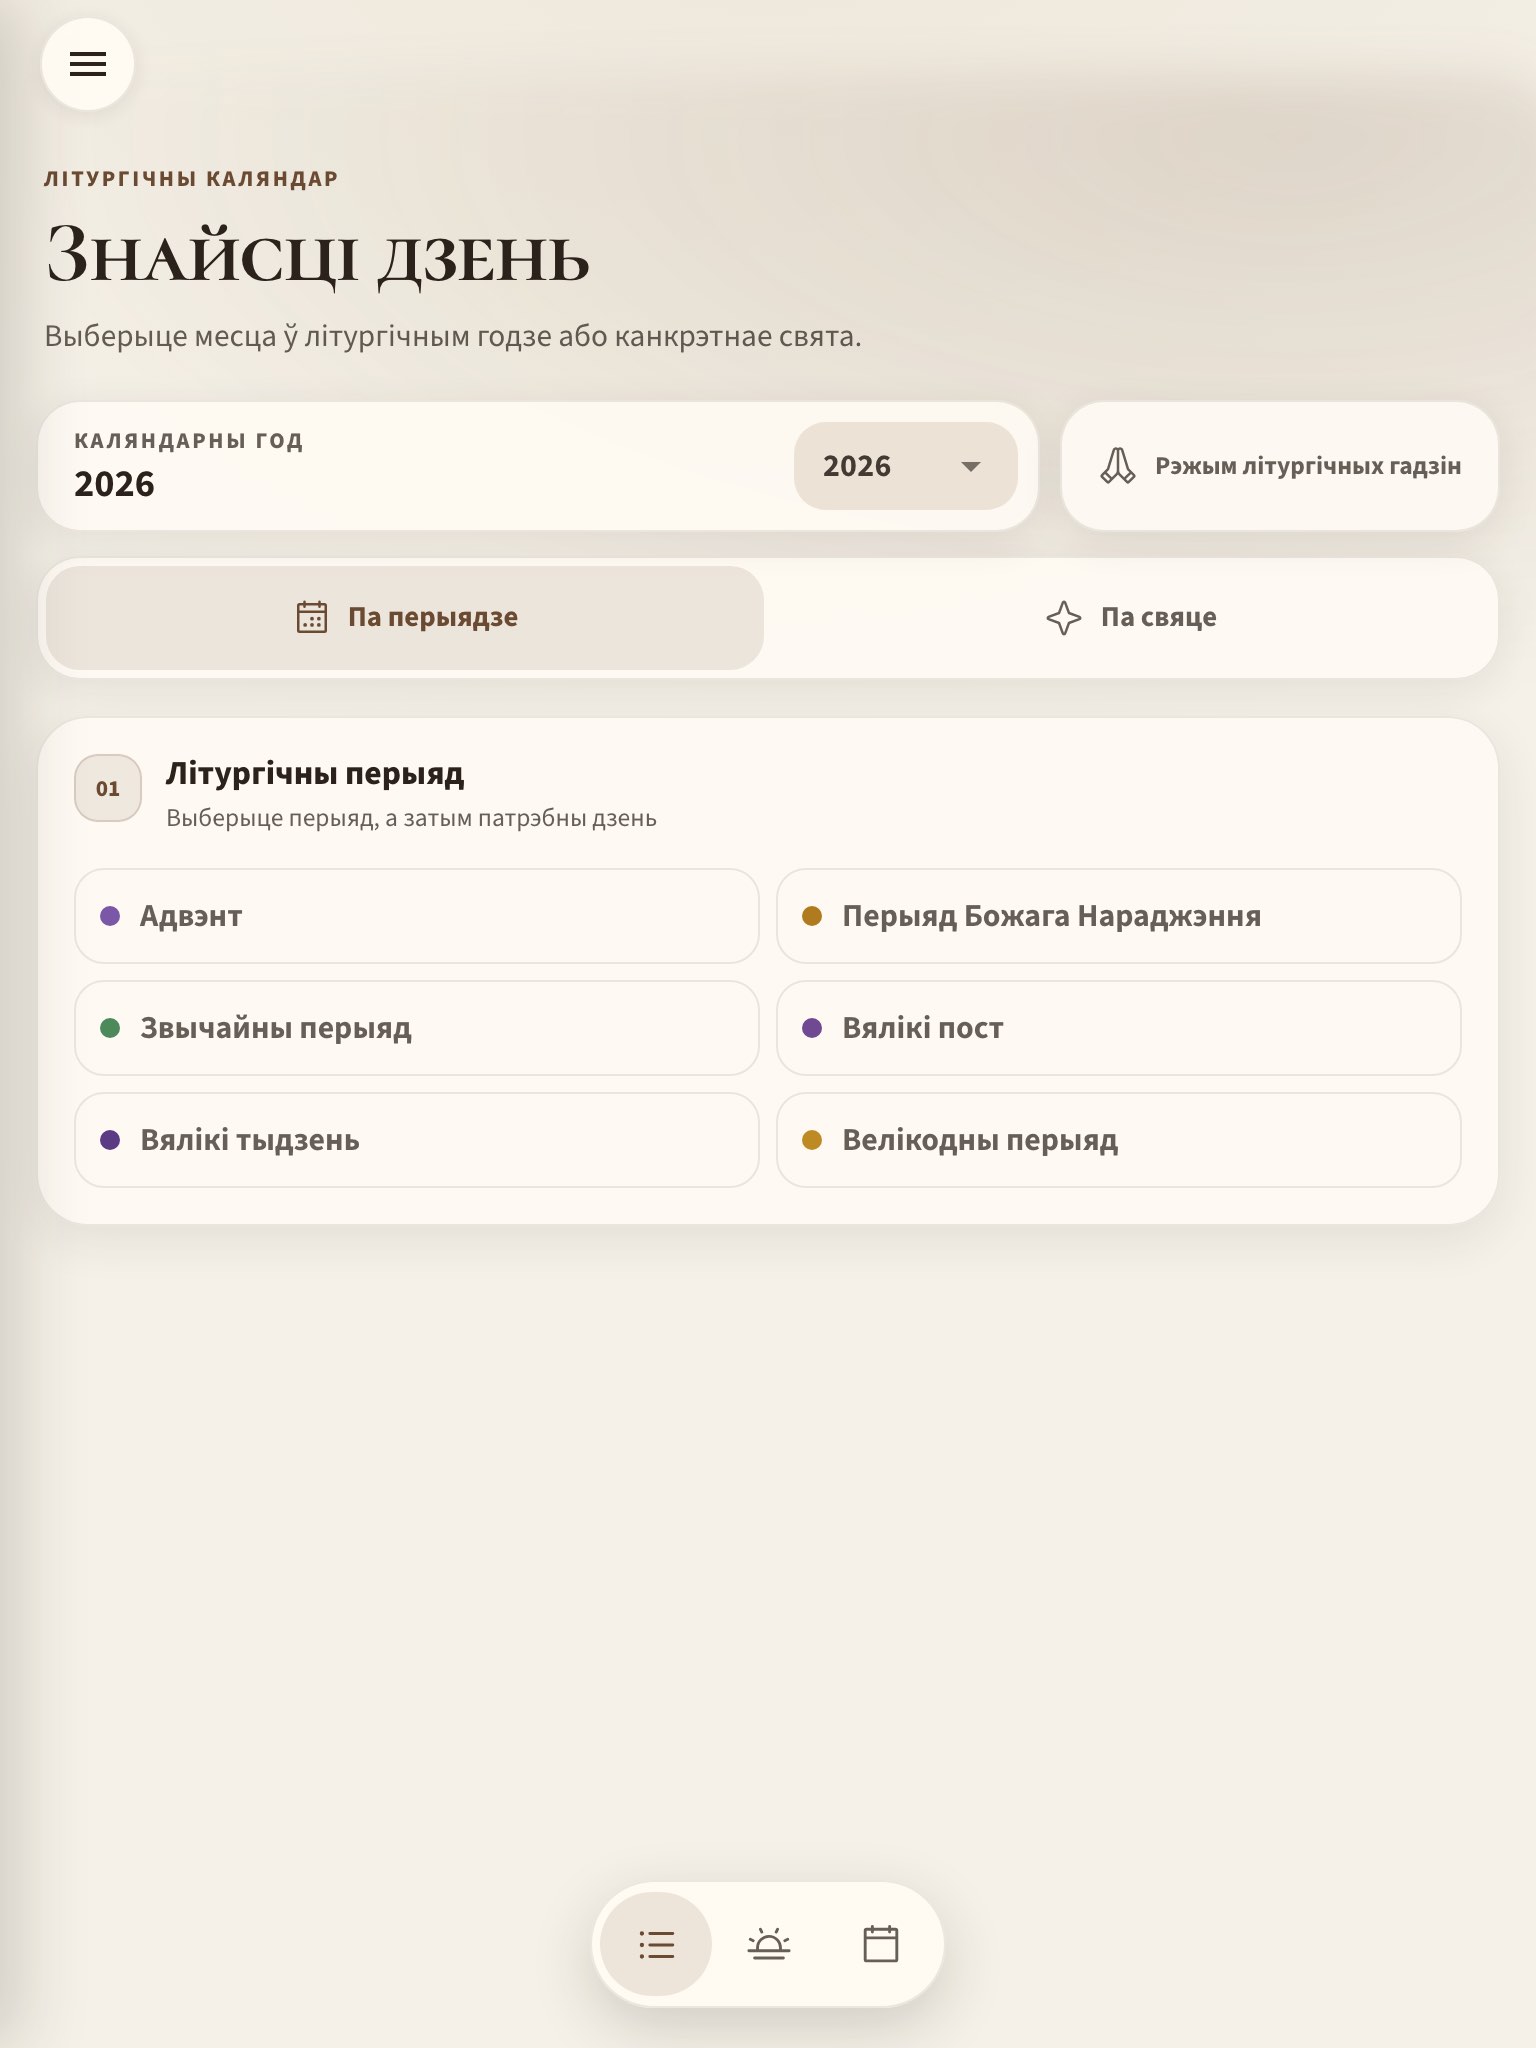 ЛІТУРГІЧНЫ КАЛЯНДАР
Знайсці дзень
Выберыце месца ў літургічным годзе або канкрэтнае свята.
КАЛЯНДАРНЫ ГОД
2026
2026
Рэжым літургічных гадзін
Па перыядзе
Па свяце
01
Літургічны перыяд
Выберыце перыяд, а затым патрэбны дзень
Адвэнт
Перыяд Божага Нараджэння
Звычайны перыяд
Вялікі пост
Вялікі тыдзень
Велікодны перыяд